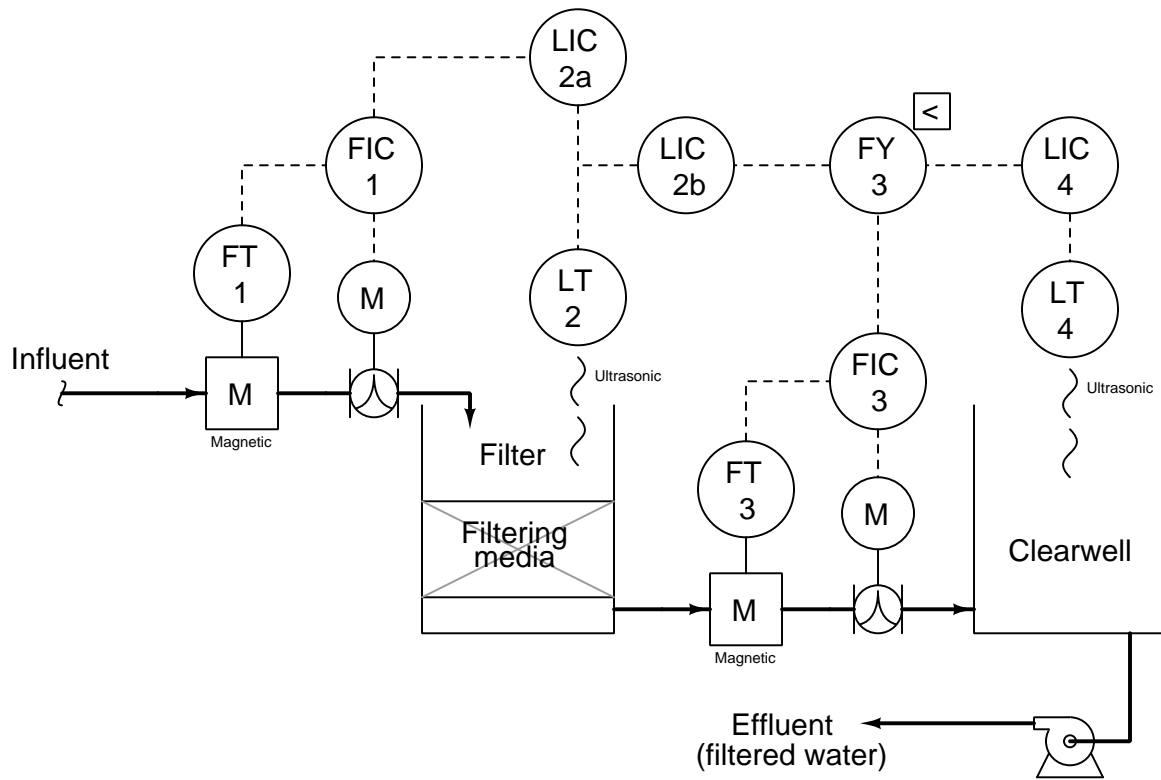 LIC
2a
<
FIC
1
LIC
2b
FY
3
LIC
4
FT
1
M
LT
2
LT
4
Influent
M
Magnetic
Ultrasonic
FIC
3
Ultrasonic
Filter
FT
3
M
Filtering
media
Clearwell
M
Magnetic
Effluent
(filtered water)